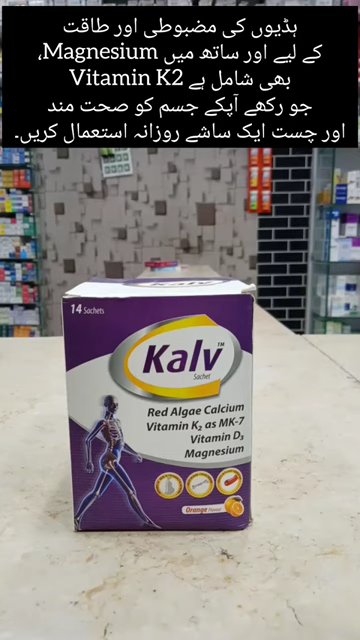 ہڈیوں کی مضبوطی اور طاقت
کے لیے اور ساتھ میں Magnesium،
Vitamin K2 بھی شامل ہے
جو رکھے آپکے جسم کو صحت مند
اور چست ایک ساشے روزانہ استعمال کریں۔
14 Sachets
Kalv™
Sachet
Red Algae Calcium
Vitamin K₂ as MK-7
Vitamin D₃
Magnesium
Orange Flavour